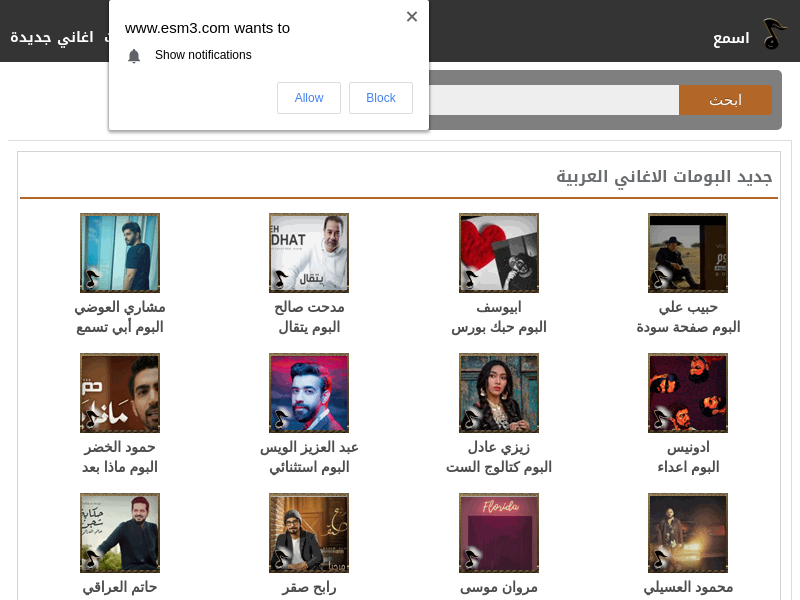 www.esm3.com wants to
Show notifications
Allow
Block
اسمع
اغاني جديدة
ابحث
جديد البومات الاغاني العربية
حبيب علي
البوم صفحة سودة
ابيوسف
البوم حبك بورس
DHAT
يتقال
مدحت صالح
البوم يتقال
مشاري العوضي
البوم أبي تسمع
ادونيس
البوم اعداء
زيزي عادل
البوم كتالوج الست
عبد العزيز الويس
البوم استثنائي
حمود الخضر
البوم ماذا بعد
محمود العسيلي
Florida
مروان موسى
رابح صقر
حاتم العراقي